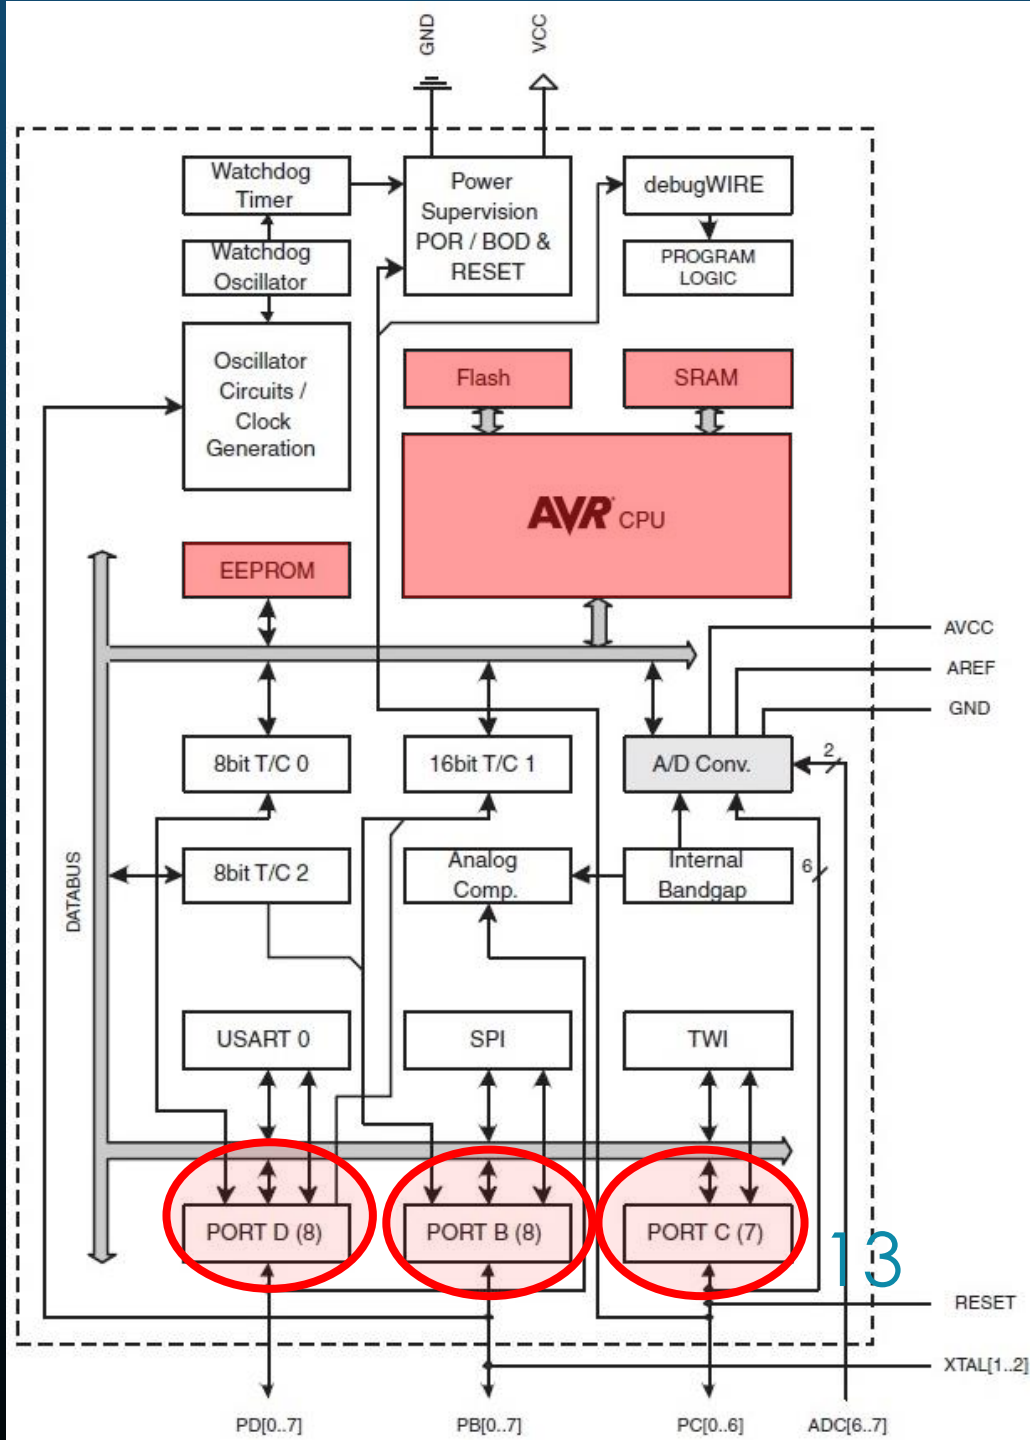 GND
VCC
Watchdog
Timer
Power
Supervision
POR / BOD &
RESET
debugWIRE
Watchdog
Oscillator
PROGRAM
LOGIC
Oscillator
Circuits /
Clock
Generation
Flash
SRAM
AVR CPU
EEPROM
AVCC
AREF
GND
8bit T/C 0
16bit T/C 1
A/D Conv.
2
DATABUS
8bit T/C 2
Analog
Comp.
Internal
Bandgap
6
USART 0
SPI
TWI
PORT D (8)
PORT B (8)
PORT C (7)
13
RESET
XTAL[1..2]
PD[0..7]
PB[0..7]
PC[0..6]
ADC[6..7]